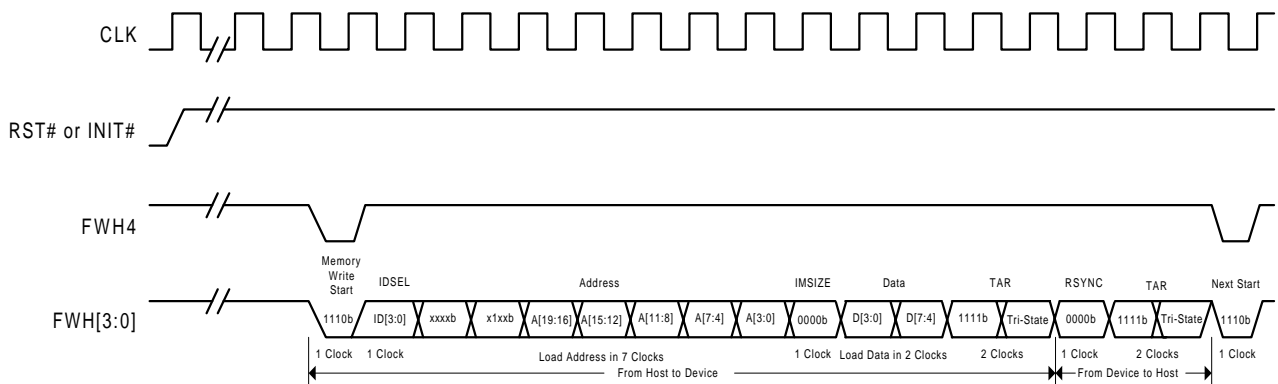 CLK
RST# or INIT#
FWH4
Memory
Write
Start
IDSEL
Address
IMSIZE
Data
TAR
RSYNC
TAR
Next Start
FWH[3:0]
1110b
ID[3:0]
xxxxb
x1xxb
A[19:16]
A[15:12]
A[11:8]
A[7:4]
A[3:0]
0000b
D[3:0]
D[7:4]
1111b
Tri-State
0000b
1111b
Tri-State
1110b
1 Clock
1 Clock
Load Address in 7 Clocks
1 Clock
Load Data in 2 Clocks
2 Clocks
1 Clock
2 Clocks
1 Clock
From Host to Device
From Device to Host